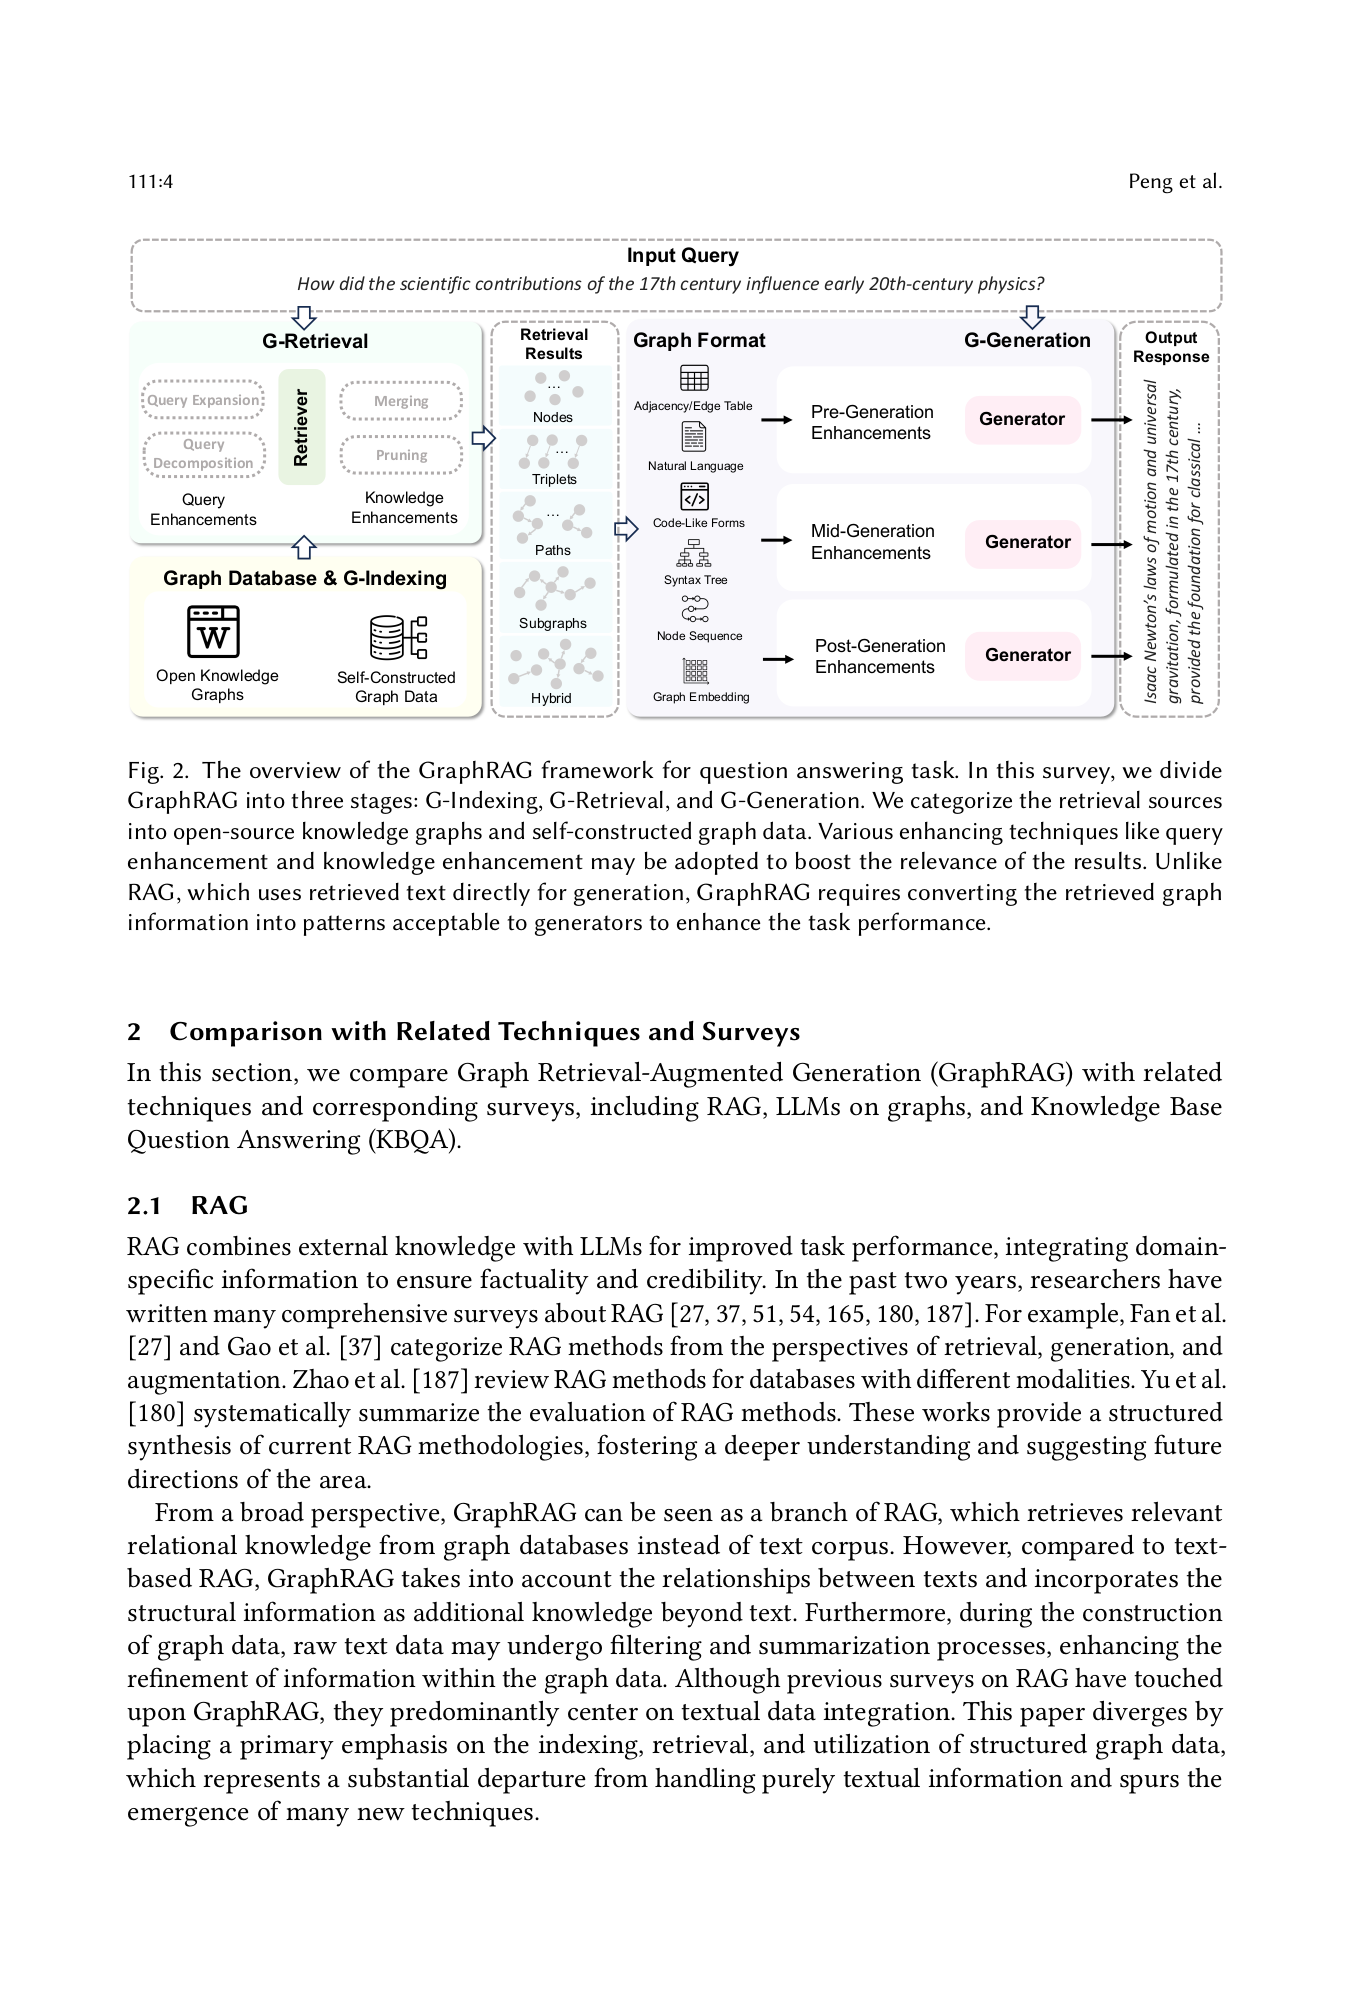 111:4
Peng et al.
Input Query
How did the scientific contributions of the 17th century influence early 20th-century physics?
G-Retrieval
Query Expansion
Query
Decomposition
Query
Enhancements
Retriever
Merging
Pruning
Knowledge
Enhancements
Graph Database & G-Indexing
Open Knowledge
Graphs
Self-Constructed
Graph Data
Retrieval
Results
...
Nodes
...
Triplets
...
Paths
Subgraphs
Hybrid
Graph Format
Adjacency/Edge Table
Natural Language
Code-Like Forms
Syntax Tree
Node Sequence
Graph Embedding
G-Generation
Pre-Generation
Enhancements
Generator
Mid-Generation
Enhancements
Generator
Post-Generation
Enhancements
Generator
Output
Response
Isaac Newton's laws of motion and universal
gravitation, formulated in the 17th century,
provided the foundation for classical ...
Fig. 2. The overview of the GraphRAG framework for question answering task. In this survey, we divide
GraphRAG into three stages: G-Indexing, G-Retrieval, and G-Generation. We categorize the retrieval sources
into open-source knowledge graphs and self-constructed graph data. Various enhancing techniques like query
enhancement and knowledge enhancement may be adopted to boost the relevance of the results. Unlike
RAG, which uses retrieved text directly for generation, GraphRAG requires converting the retrieved graph
information into patterns acceptable to generators to enhance the task performance.
2 Comparison with Related Techniques and Surveys
In this section, we compare Graph Retrieval-Augmented Generation (GraphRAG) with related
techniques and corresponding surveys, including RAG, LLMs on graphs, and Knowledge Base
Question Answering (KBQA).
2.1 RAG
RAG combines external knowledge with LLMs for improved task performance, integrating domain-
specific information to ensure factuality and credibility. In the past two years, researchers have
written many comprehensive surveys about RAG [27, 37, 51, 54, 165, 180, 187]. For example, Fan et al.
[27] and Gao et al. [37] categorize RAG methods from the perspectives of retrieval, generation, and
augmentation. Zhao et al. [187] review RAG methods for databases with different modalities. Yu et al.
[180] systematically summarize the evaluation of RAG methods. These works provide a structured
synthesis of current RAG methodologies, fostering a deeper understanding and suggesting future
directions of the area.
From a broad perspective, GraphRAG can be seen as a branch of RAG, which retrieves relevant
relational knowledge from graph databases instead of text corpus. However, compared to text-
based RAG, GraphRAG takes into account the relationships between texts and incorporates the
structural information as additional knowledge beyond text. Furthermore, during the construction
of graph data, raw text data may undergo filtering and summarization processes, enhancing the
refinement of information within the graph data. Although previous surveys on RAG have touched
upon GraphRAG, they predominantly center on textual data integration. This paper diverges by
placing a primary emphasis on the indexing, retrieval, and utilization of structured graph data,
which represents a substantial departure from handling purely textual information and spurs the
emergence of many new techniques.